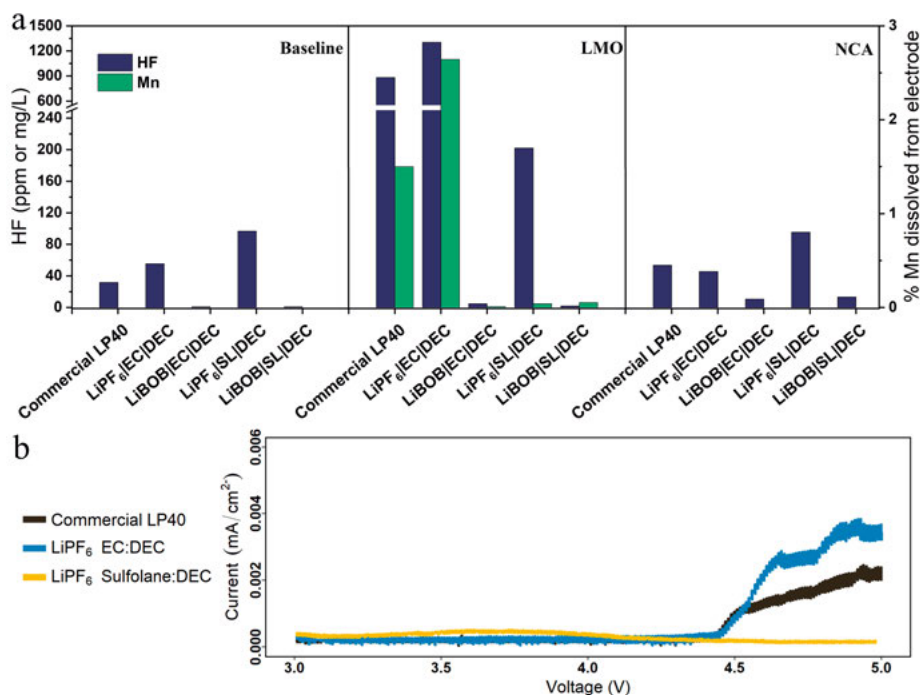 a
HF (ppm or mg/L)
1500
1200
900
600
240
200
160
120
80
40
0
HF
Mn
Baseline
LMO
NCA
3
2
1
0
% Mn dissolved from electrode
Commercial LP40
LiPF6|EC|DEC
LiBOB|EC|DEC
LiPF6|SL|DEC
LiBOB|SL|DEC
Commercial LP40
LiPF6|EC|DEC
LiBOB|EC|DEC
LiPF6|SL|DEC
LiBOB|SL|DEC
Commercial LP40
LiPF6|EC|DEC
LiBOB|EC|DEC
LiPF6|SL|DEC
LiBOB|SL|DEC
b
Commercial LP40
LiPF6 EC:DEC
LiPF6 Sulfolane:DEC
Current (mA/cm2-)
0.006
0.004
0.002
0.000
3.0 3.5 4.0 4.5 5.0
Voltage (V)